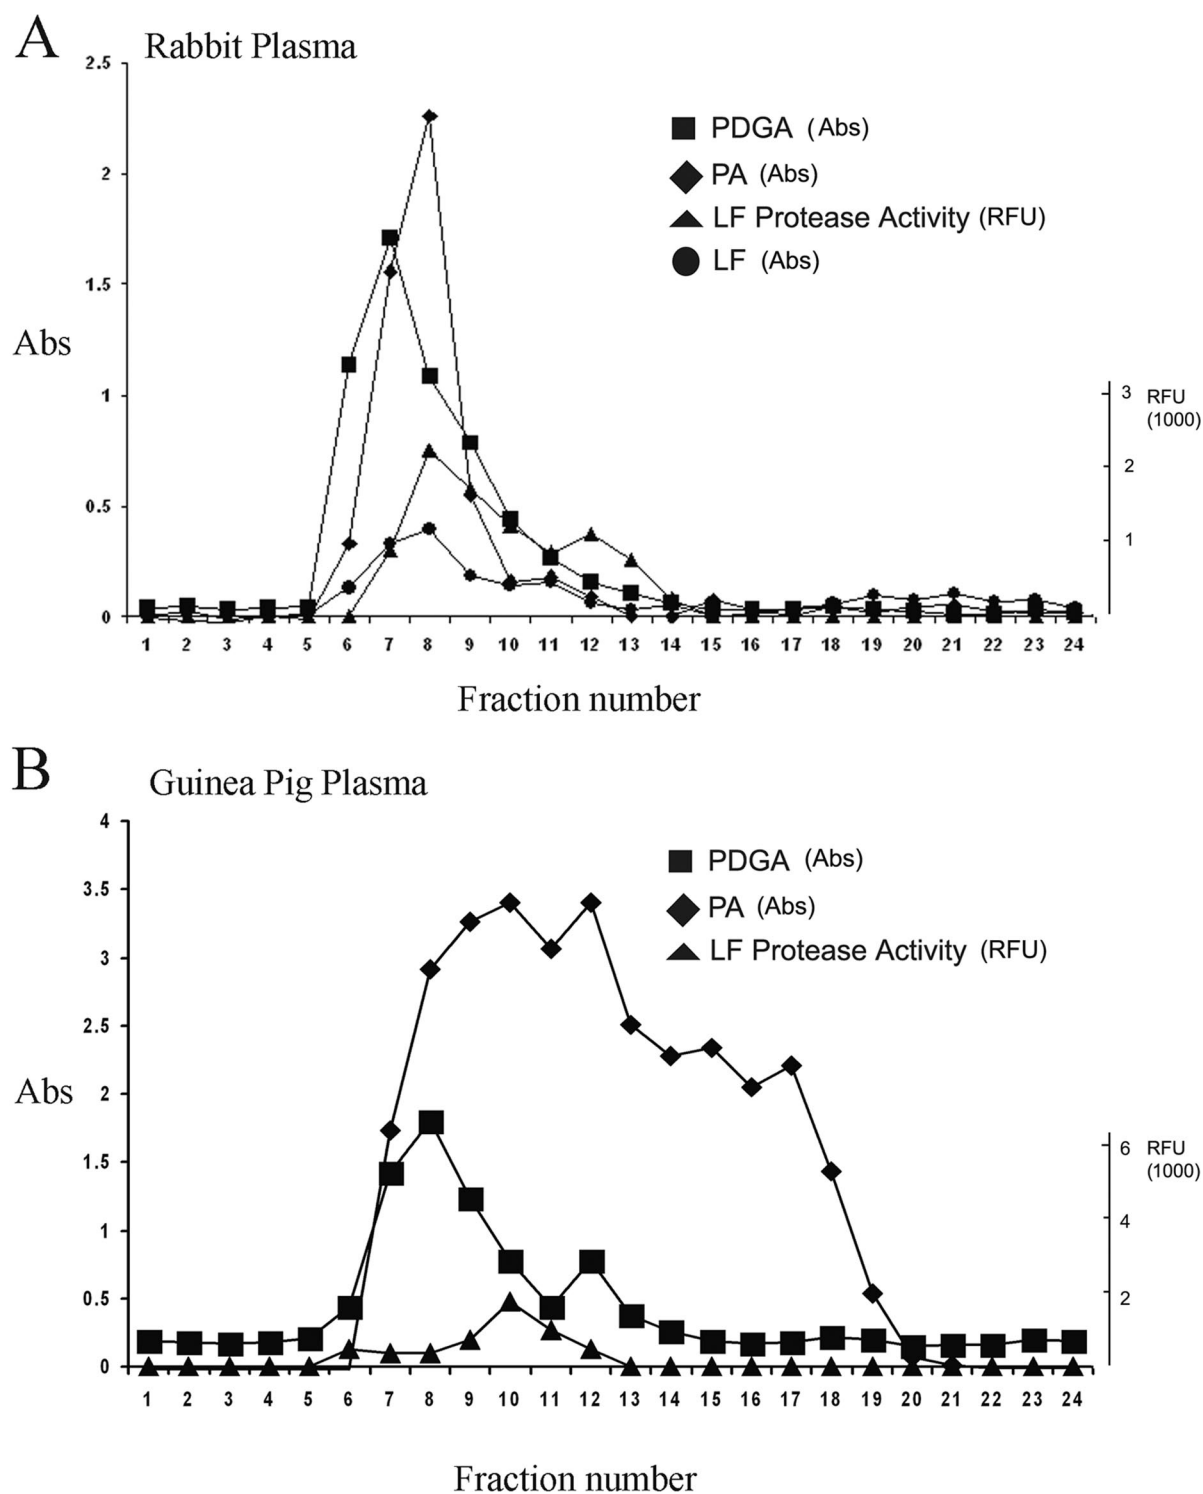 A
Rabbit Plasma
2.5
2
1.5
1
0.5
0
Abs
PDGA (Abs)
PA (Abs)
LF Protease Activity (RFU)
LF (Abs)
3
2
1
RFU
(1000)
1 2 3 4 5 6 7 8 9 10 11 12 13 14 15 16 17 18 19 20 21 22 23 24
Fraction number
B
Guinea Pig Plasma
4
3.5
3
2.5
2
1.5
1
0.5
0
Abs
PDGA (Abs)
PA (Abs)
LF Protease Activity (RFU)
6
4
2
RFU
(1000)
1 2 3 4 5 6 7 8 9 10 11 12 13 14 15 16 17 18 19 20 21 22 23 24
Fraction number